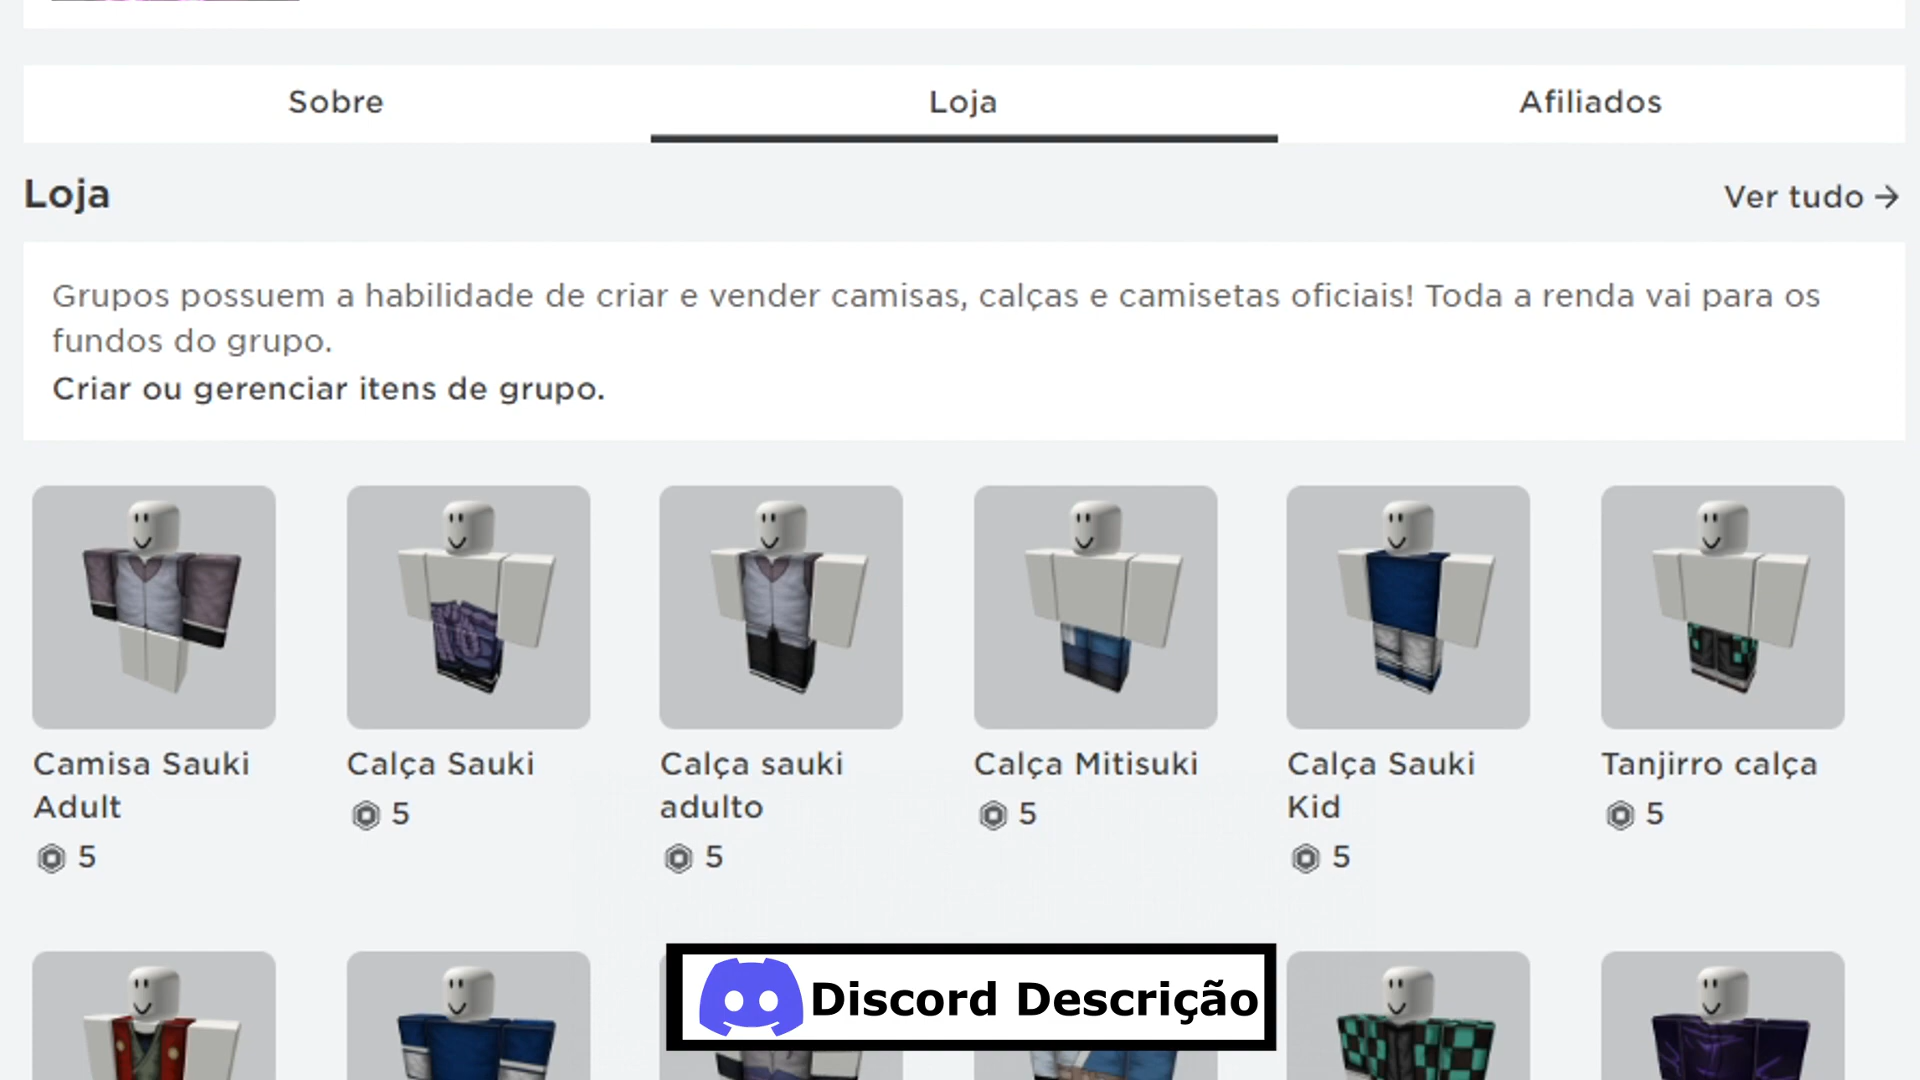 Sobre
Loja
Afiliados
Loja
Ver tudo →
Grupos possuem a habilidade de criar e vender camisas, calças e camisetas oficiais! Toda a renda vai para os
fundos do grupo.
Criar ou gerenciar itens de grupo.
Camisa Sauki
Adult
5
Calça Sauki
5
Calça sauki
adulto
5
Calça Mitisuki
5
Calça Sauki
Kid
5
Tanjirro calça
5
Discord Descrição